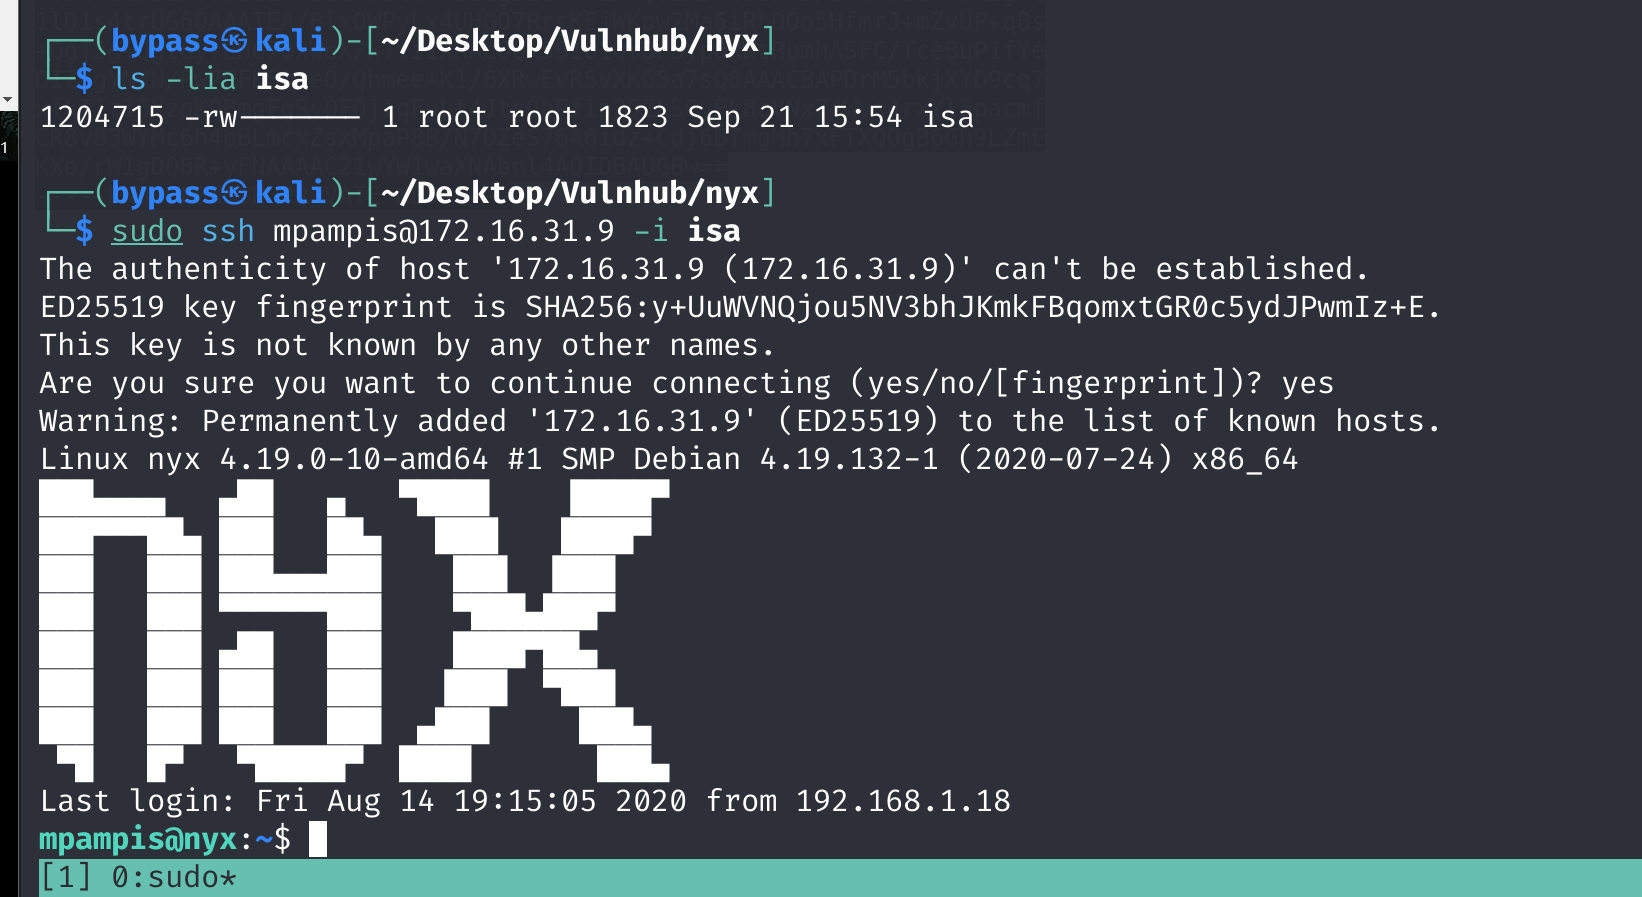 ┌──(bypass㉿kali)-[~/Desktop/Vulnhub/nyx]
└─$ ls -lia isa
1204715 -rw------- 1 root root 1823 Sep 21 15:54 isa
┌──(bypass㉿kali)-[~/Desktop/Vulnhub/nyx]
└─$ sudo ssh mpampis@172.16.31.9 -i isa
The authenticity of host '172.16.31.9 (172.16.31.9)' can't be established.
ED25519 key fingerprint is SHA256:y+UuWVNQjou5NV3bhJKmkFBqomxtGR0c5ydJPwmIz+E.
This key is not known by any other names.
Are you sure you want to continue connecting (yes/no/[fingerprint])? yes
Warning: Permanently added '172.16.31.9' (ED25519) to the list of known hosts.
Linux nyx 4.19.0-10-amd64 #1 SMP Debian 4.19.132-1 (2020-07-24) x86_64
nyx
Last login: Fri Aug 14 19:15:05 2020 from 192.168.1.18
mpampis@nyx:~$
[1] 0:sudo*
1